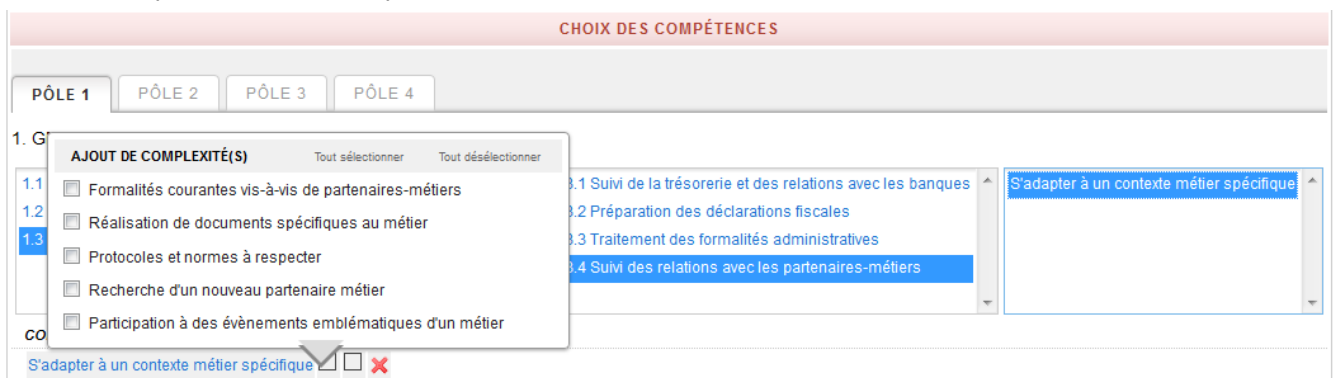 CHOIX DES COMPÉTENCES
PÔLE 1 PÔLE 2 PÔLE 3 PÔLE 4
1. G
AJOUT DE COMPLEXITÉ(S) Tout sélectionner Tout désélectionner
Formalités courantes vis-à-vis de partenaires-métiers
Réalisation de documents spécifiques au métier
Protocoles et normes à respecter
Recherche d'un nouveau partenaire métier
Participation à des évènements emblématiques d'un métier
1.1
1.2
1.3
.1 Suivi de la trésorerie et des relations avec les banques
.2 Préparation des déclarations fiscales
.3 Traitement des formalités administratives
.4 Suivi des relations avec les partenaires-métiers
S'adapter à un contexte métier spécifique
CO
S'adapter à un contexte métier spécifique